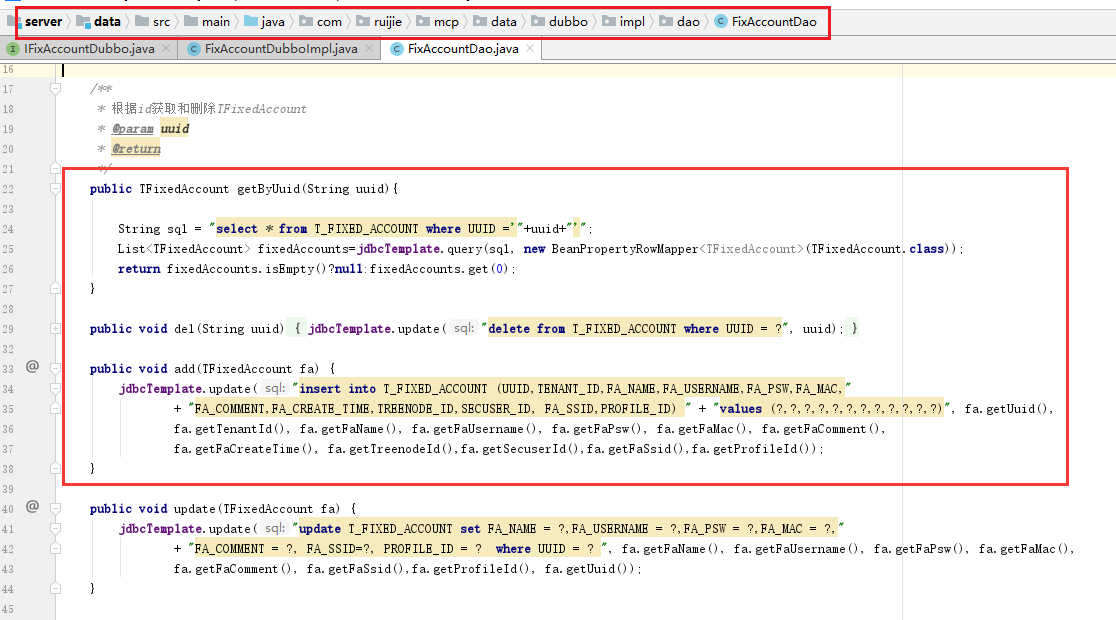 server data src main java com ruijie mcp data dubbo impl dao FixAccountDao
IFixAccountDubbo.java FixAccountDubboImpl.java FixAccountDao.java
16
17 /**
18 * 根据id获取和删除TFixedAccount
19 * @param uuid
20 * @return
21 */
22 public TFixedAccount getByUuid(String uuid){
23
24 String sql = "select * from T_FIXED_ACCOUNT where UUID ='"+uuid+"'";
25 List<TFixedAccount> fixedAccounts=jdbcTemplate.query(sql, new BeanPropertyRowMapper<TFixedAccount>(TFixedAccount.class));
26 return fixedAccounts.isEmpty()?null:fixedAccounts.get(0);
27 }
28
29 public void del(String uuid) { jdbcTemplate.update( sql: "delete from T_FIXED_ACCOUNT where UUID = ?", uuid); }
32
33 public void add(TFixedAccount fa) {
34 jdbcTemplate.update( sql: "insert into T_FIXED_ACCOUNT (UUID,TENANT_ID,FA_NAME,FA_USERNAME,FA_PSW,FA_MAC,"
35 + "FA_COMMENT,FA_CREATE_TIME,TREENODE_ID,SECUSER_ID, FA_SSID,PROFILE_ID) " + "values (?,?,?,?,?,?,?,?,?,?,?,?)", fa.getUuid(),
36 fa.getTenantId(), fa.getFaName(), fa.getFaUsername(), fa.getFaPsw(), fa.getFaMac(), fa.getFaComment(),
37 fa.getFaCreateTime(), fa.getTreenodeId(),fa.getSecuserId(),fa.getFaSsid(),fa.getProfileId());
38 }
39
40 public void update(TFixedAccount fa) {
41 jdbcTemplate.update( sql: "update T_FIXED_ACCOUNT set FA_NAME = ?,FA_USERNAME = ?,FA_PSW = ?,FA_MAC = ?,"
42 + "FA_COMMENT = ?, FA_SSID=?, PROFILE_ID = ?  where UUID = ? ", fa.getFaName(), fa.getFaUsername(), fa.getFaPsw(), fa.getFaMac(),
43 fa.getFaComment(), fa.getFaSsid(),fa.getProfileId(), fa.getUuid());
44 }
45